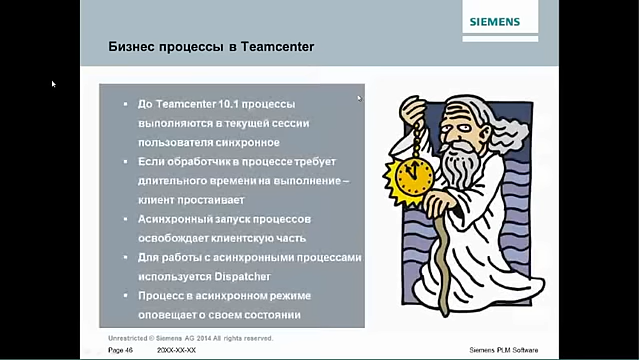 SIEMENS
Бизнес процессы в Teamcenter
▪ До Teamcenter 10.1 процессы
выполняются в текущей сессии
пользователя синхронное
▪ Если обработчик в процессе требует
длительного времени на выполнение –
клиент простаивает
▪ Асинхронный запуск процессов
освобождает клиентскую часть
▪ Для работы с асинхронными процессами
используется Dispatcher
▪ Процесс в асинхронном режиме
оповещает о своем состоянии
Unrestricted © Siemens AG 2014 All rights reserved.
Page 46 20XX-XX-XX Siemens PLM Software